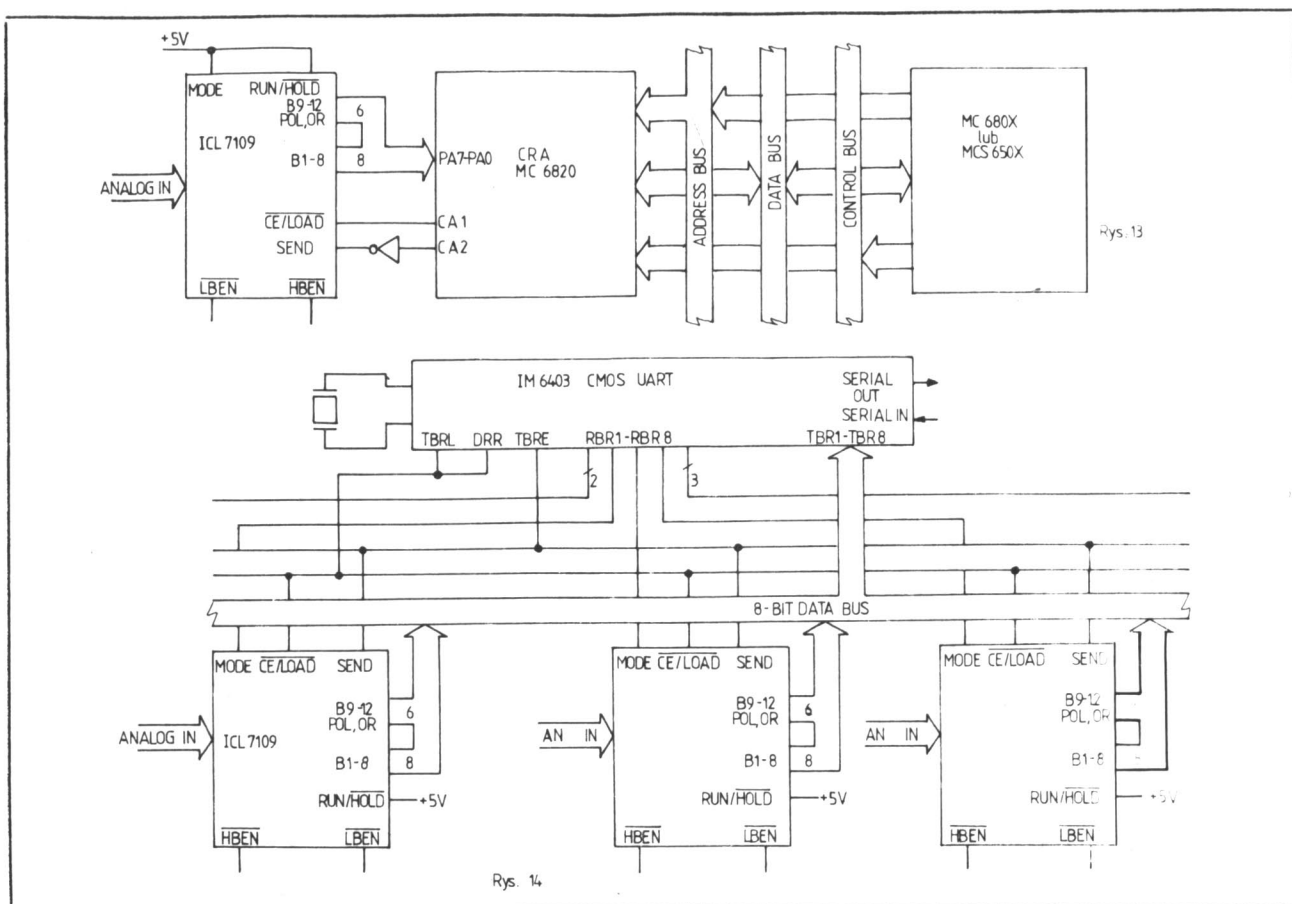 +5V
MODE RUN/HOLD
B9-12
POL,OR
6
ICL 7109
B1-8
8
ANALOG IN
CE/LOAD
SEND
LBEN HBEN
PA7-PA0
CRA
MC 6820
CA1
CA2
ADDRESS BUS
DATA BUS
CONTROL BUS
MC 680X
lub
MCS 650X
Rys. 13
IM 6403 CMOS UART
SERIAL
OUT
SERIAL IN
TBRL DRR TBRE RBR1-RBR8 TBR1-TBR8
2
3
8-BIT DATA BUS
MODE CE/LOAD SEND
B9-12
POL,OR
6
ANALOG IN
ICL7109
B1-8
8
RUN/HOLD +5V
HBEN LBEN
MODE CE/LOAD SEND
B9-12
POL,OR
6
AN IN
B1-8
8
RUN/HOLD +5V
HBEN LBEN
MODE CE/LOAD SEND
B9-12
POL,OR
AN IN
B1-8
RUN/HOLD +5V
HBEN LBEN
Rys. 14